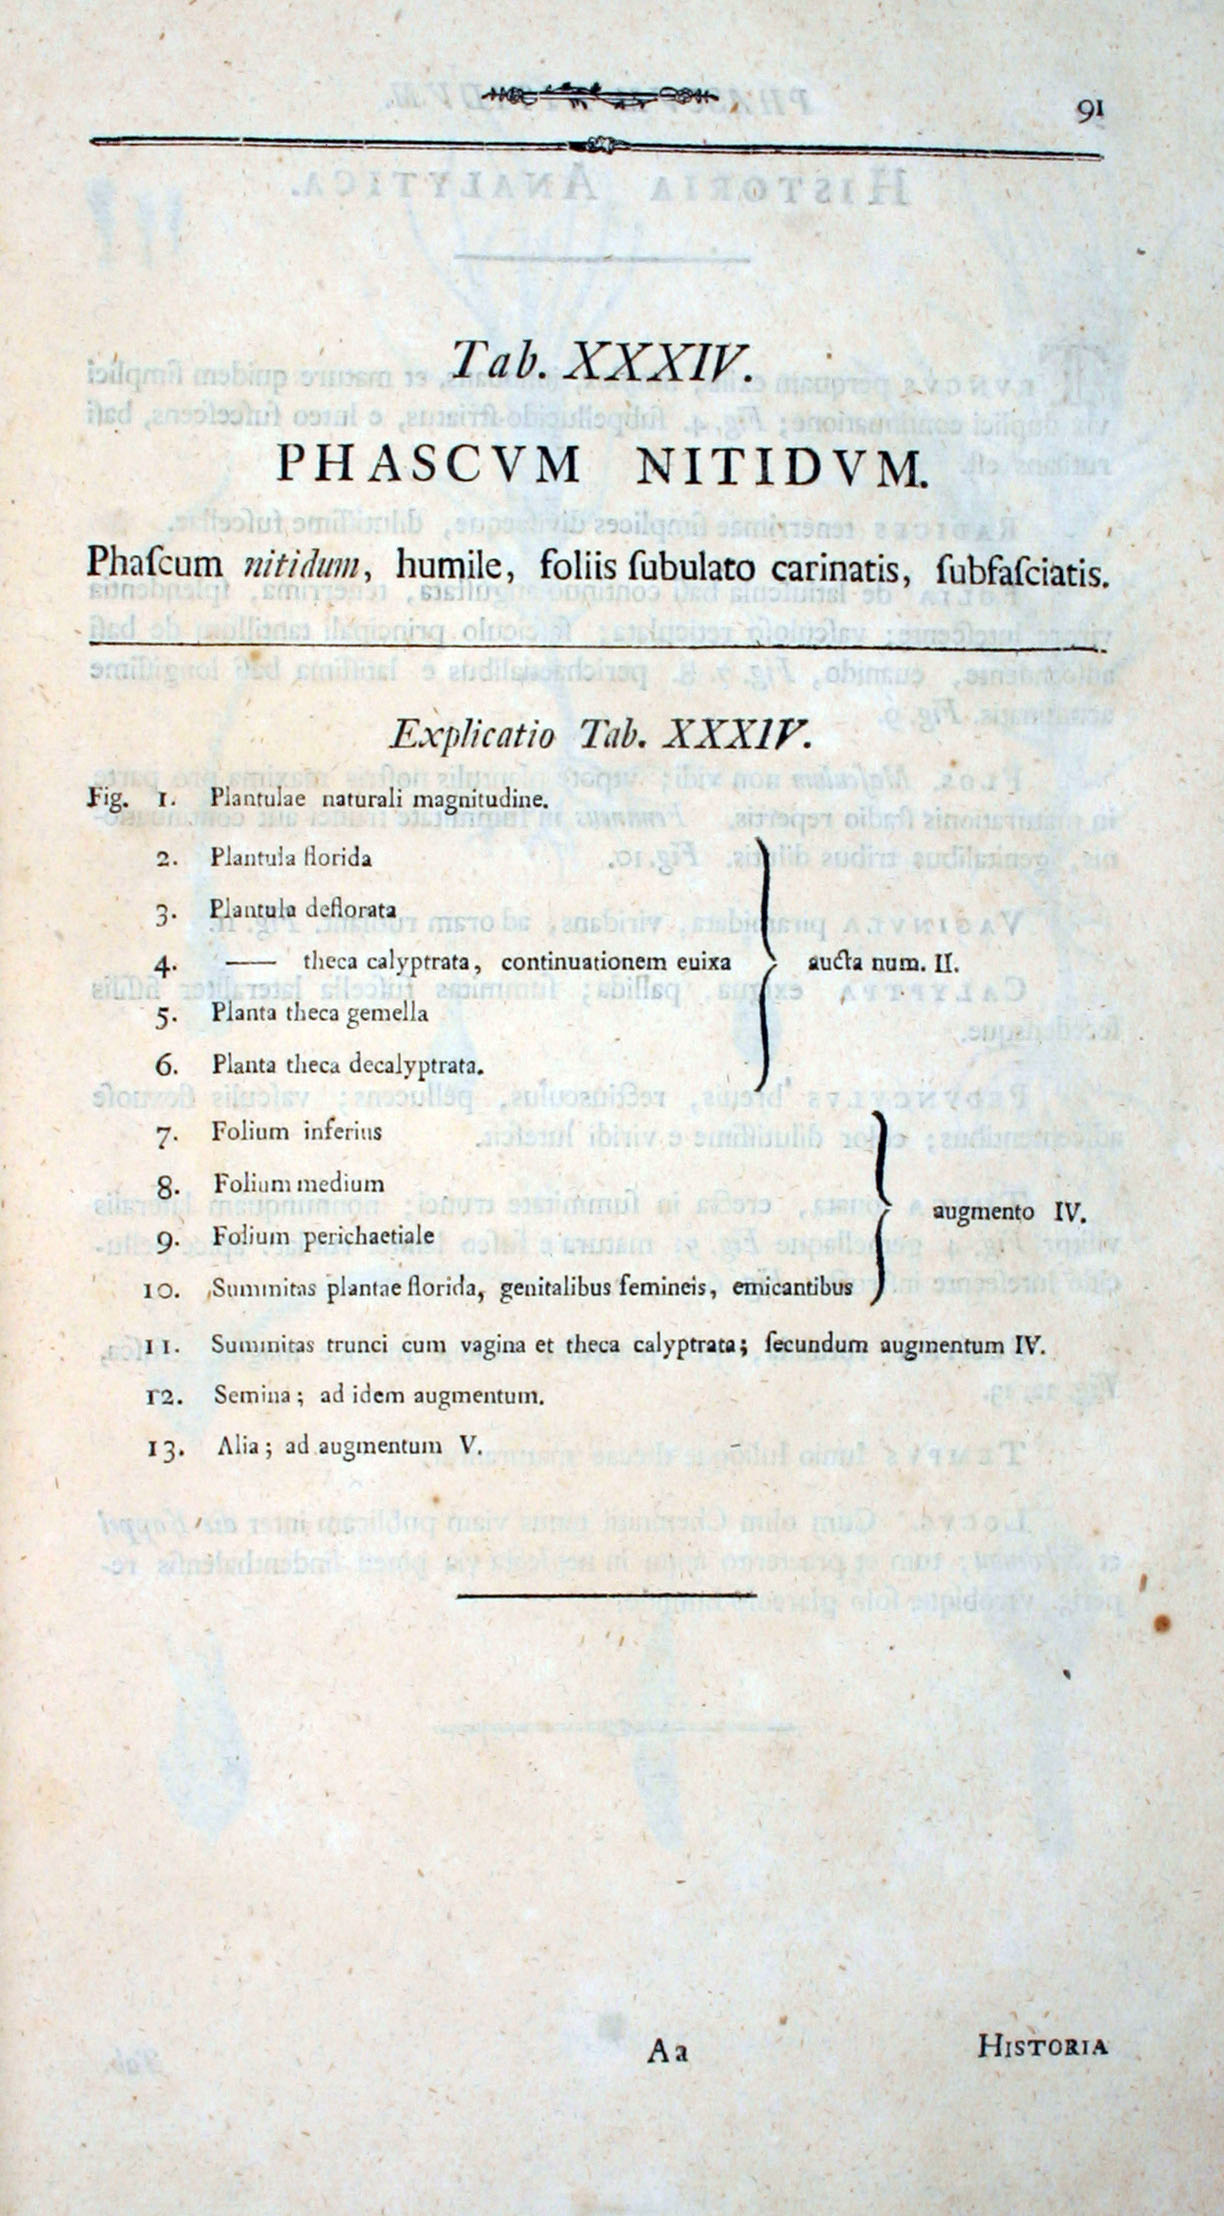 91
Tab. XXXIV.
PHASCVM NITIDVM.
Phaſcum nitidum, humile, foliis ſubulato carinatis, ſubfaſciatis.
Explicatio Tab. XXXIV.
Fig. 1. Plantulae naturali magnitudine.
2. Plantula florida
3. Plantula deflorata
4. —— theca calyptrata, continuationem euixa
aucta num. II.
5. Planta theca gemella
6. Planta theca decalyptrata.
7. Folium inferius
8. Folium medium
augmento IV.
9. Folium perichaetiale
10. Summitas plantae florida, genitalibus femineis, emicantibus
11. Summitas trunci cum vagina et theca calyptrata; ſecundum augmentum IV.
12. Semina; ad idem augmentum.
13. Alia; ad augmentum V.
Aa HISTORIA